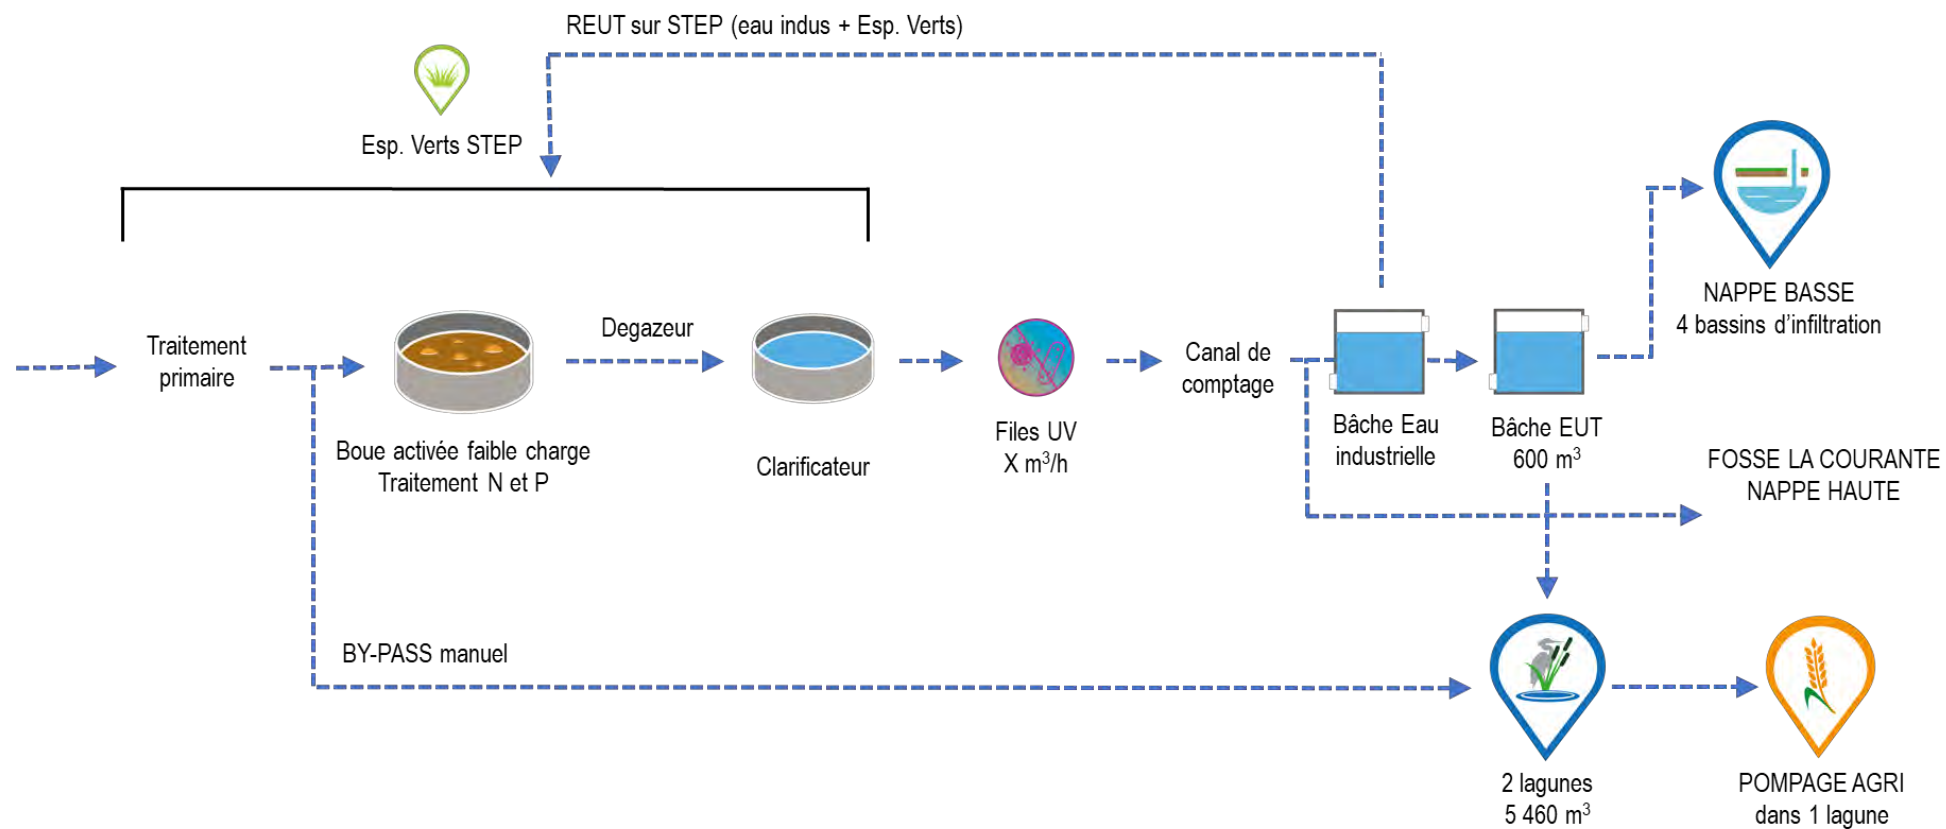 REUT sur STEP (eau indus + Esp. Verts)
Esp. Verts STEP
NAPPE BASSE
4 bassins d’infiltration
Traitement
primaire
Degazeur
Canal de
comptage
Boue activée faible charge
Traitement N et P
Clarificateur
Files UV
X m³/h
Bâche Eau
industrielle
Bâche EUT
600 m³
FOSSE LA COURANTE
NAPPE HAUTE
BY-PASS manuel
2 lagunes
5 460 m³
POMPAGE AGRI
dans 1 lagune